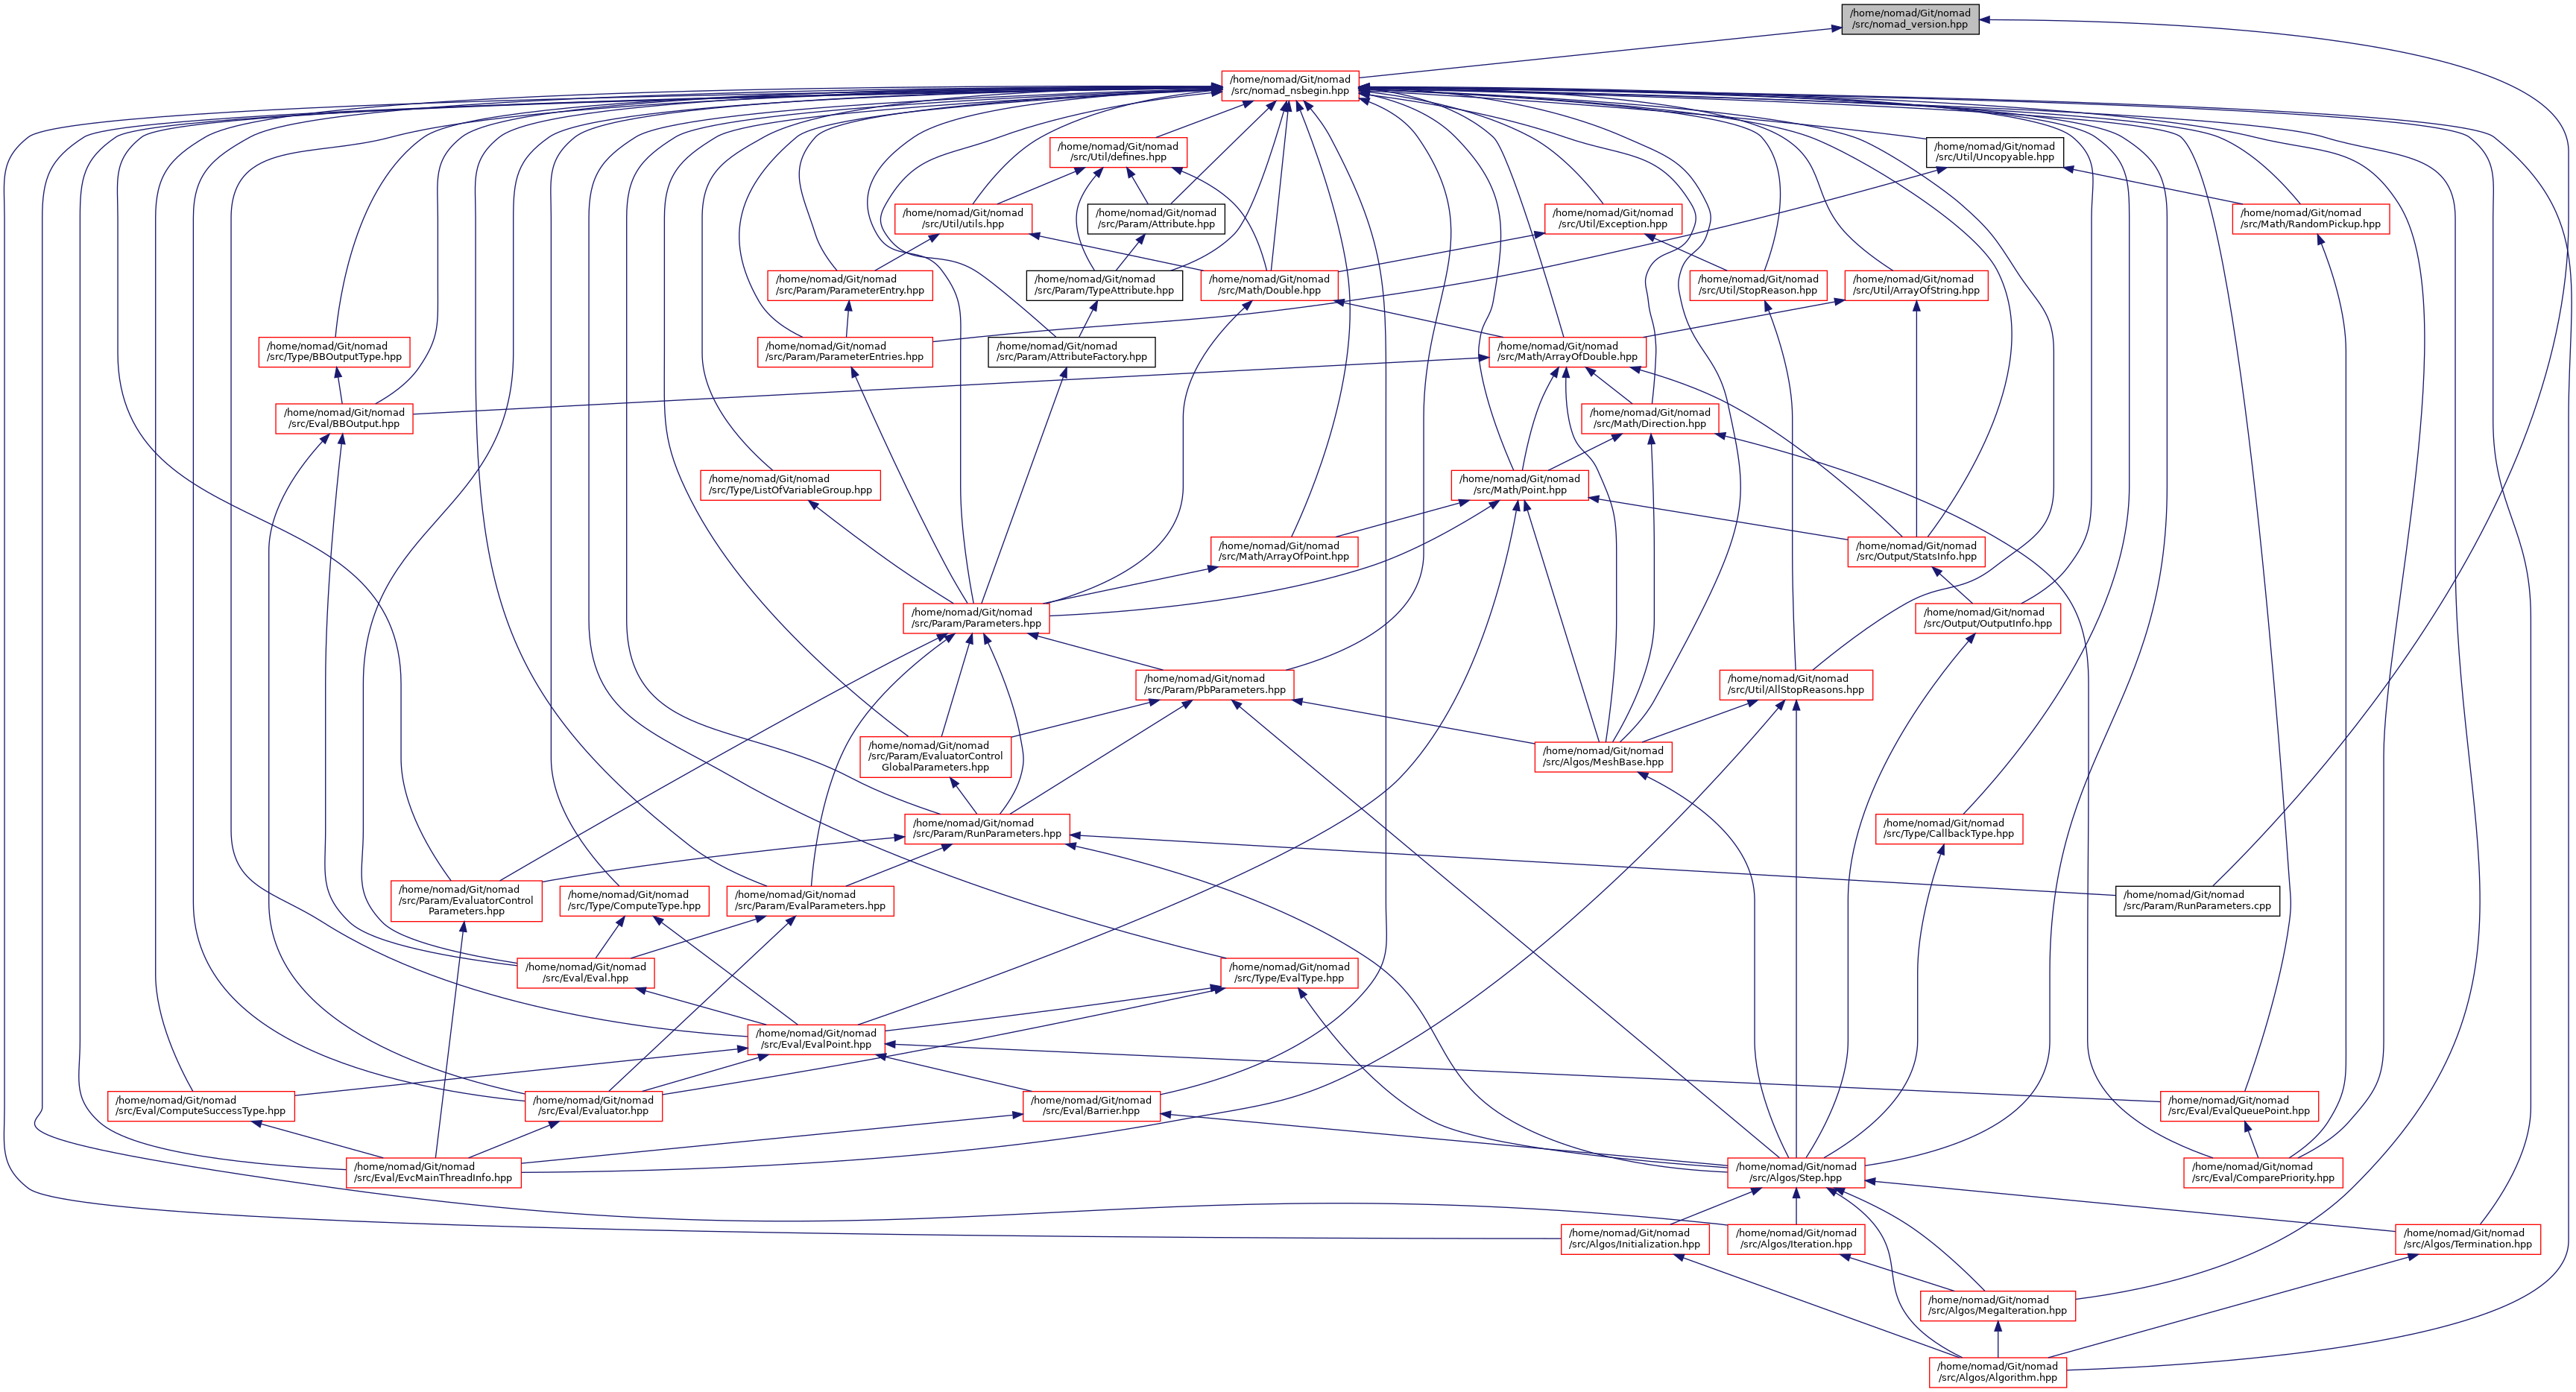 /home/nomad/Git/nomad
/src/nomad_version.hpp
/home/nomad/Git/nomad
/src/nomad_nsbegin.hpp
/home/nomad/Git/nomad
/src/Util/defines.hpp
/home/nomad/Git/nomad
/src/Util/Uncopyable.hpp
/home/nomad/Git/nomad
/src/Util/utils.hpp
/home/nomad/Git/nomad
/src/Param/Attribute.hpp
/home/nomad/Git/nomad
/src/Util/Exception.hpp
/home/nomad/Git/nomad
/src/Math/RandomPickup.hpp
/home/nomad/Git/nomad
/src/Param/ParameterEntry.hpp
/home/nomad/Git/nomad
/src/Param/TypeAttribute.hpp
/home/nomad/Git/nomad
/src/Math/Double.hpp
/home/nomad/Git/nomad
/src/Util/StopReason.hpp
/home/nomad/Git/nomad
/src/Util/ArrayOfString.hpp
/home/nomad/Git/nomad
/src/Type/BBOutputType.hpp
/home/nomad/Git/nomad
/src/Param/ParameterEntries.hpp
/home/nomad/Git/nomad
/src/Param/AttributeFactory.hpp
/home/nomad/Git/nomad
/src/Math/ArrayOfDouble.hpp
/home/nomad/Git/nomad
/src/Eval/BBOutput.hpp
/home/nomad/Git/nomad
/src/Math/Direction.hpp
/home/nomad/Git/nomad
/src/Type/ListOfVariableGroup.hpp
/home/nomad/Git/nomad
/src/Math/Point.hpp
/home/nomad/Git/nomad
/src/Math/ArrayOfPoint.hpp
/home/nomad/Git/nomad
/src/Output/StatsInfo.hpp
/home/nomad/Git/nomad
/src/Param/Parameters.hpp
/home/nomad/Git/nomad
/src/Output/OutputInfo.hpp
/home/nomad/Git/nomad
/src/Param/PbParameters.hpp
/home/nomad/Git/nomad
/src/Util/AllStopReasons.hpp
/home/nomad/Git/nomad
/src/Param/EvaluatorControl
GlobalParameters.hpp
/home/nomad/Git/nomad
/src/Algos/MeshBase.hpp
/home/nomad/Git/nomad
/src/Param/RunParameters.hpp
/home/nomad/Git/nomad
/src/Type/CallbackType.hpp
/home/nomad/Git/nomad
/src/Param/EvaluatorControl
Parameters.hpp
/home/nomad/Git/nomad
/src/Type/ComputeType.hpp
/home/nomad/Git/nomad
/src/Param/EvalParameters.hpp
/home/nomad/Git/nomad
/src/Param/RunParameters.cpp
/home/nomad/Git/nomad
/src/Eval/Eval.hpp
/home/nomad/Git/nomad
/src/Type/EvalType.hpp
/home/nomad/Git/nomad
/src/Eval/EvalPoint.hpp
/home/nomad/Git/nomad
/src/Eval/ComputeSuccessType.hpp
/home/nomad/Git/nomad
/src/Eval/Evaluator.hpp
/home/nomad/Git/nomad
/src/Eval/Barrier.hpp
/home/nomad/Git/nomad
/src/Eval/EvalQueuePoint.hpp
/home/nomad/Git/nomad
/src/Eval/EvcMainThreadInfo.hpp
/home/nomad/Git/nomad
/src/Algos/Step.hpp
/home/nomad/Git/nomad
/src/Eval/ComparePriority.hpp
/home/nomad/Git/nomad
/src/Algos/Initialization.hpp
/home/nomad/Git/nomad
/src/Algos/Iteration.hpp
/home/nomad/Git/nomad
/src/Algos/Termination.hpp
/home/nomad/Git/nomad
/src/Algos/MegaIteration.hpp
/home/nomad/Git/nomad
/src/Algos/Algorithm.hpp